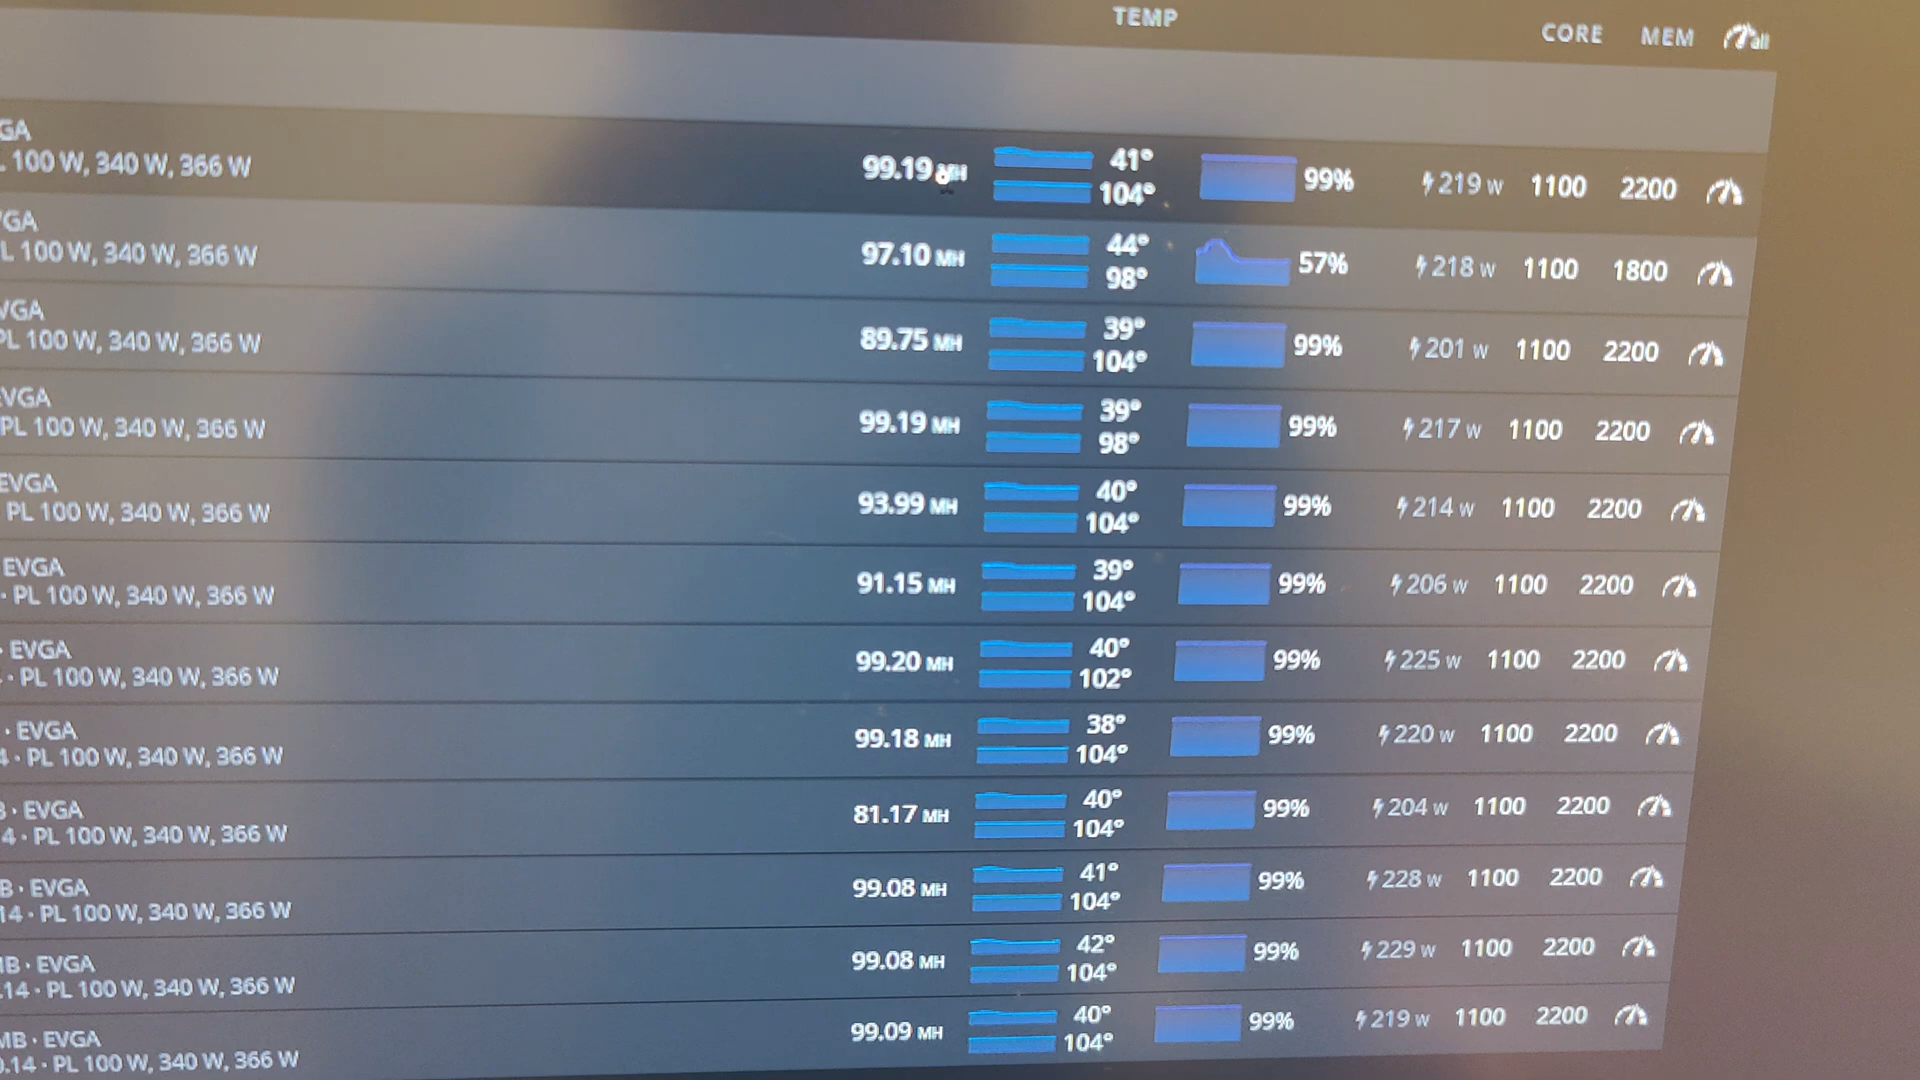 TEMP CORE MEM all
GA
100 W, 340 W, 366 W 99.19 MH 41° 104° 99% 219 W 1100 2200
GA
L 100 W, 340 W, 366 W 97.10 MH 44° 98° 57% 218 W 1100 1800
VGA
PL 100 W, 340 W, 366 W 89.75 MH 39° 104° 99% 201 W 1100 2200
EVGA
PL 100 W, 340 W, 366 W 99.19 MH 39° 98° 99% 217 W 1100 2200
EVGA
PL 100 W, 340 W, 366 W 93.99 MH 40° 104° 99% 214 W 1100 2200
EVGA
· PL 100 W, 340 W, 366 W 91.15 MH 39° 104° 99% 206 W 1100 2200
· EVGA
· PL 100 W, 340 W, 366 W 99.20 MH 40° 102° 99% 225 W 1100 2200
· EVGA
4 · PL 100 W, 340 W, 366 W 99.18 MH 38° 104° 99% 220 W 1100 2200
B · EVGA
4 · PL 100 W, 340 W, 366 W 81.17 MH 40° 104° 99% 204 W 1100 2200
B · EVGA
14 · PL 100 W, 340 W, 366 W 99.08 MH 41° 104° 99% 228 W 1100 2200
MB · EVGA
.14 · PL 100 W, 340 W, 366 W 99.08 MH 42° 104° 99% 229 W 1100 2200
MB · EVGA
0.14 · PL 100 W, 340 W, 366 W 99.09 MH 40° 104° 99% 219 W 1100 2200